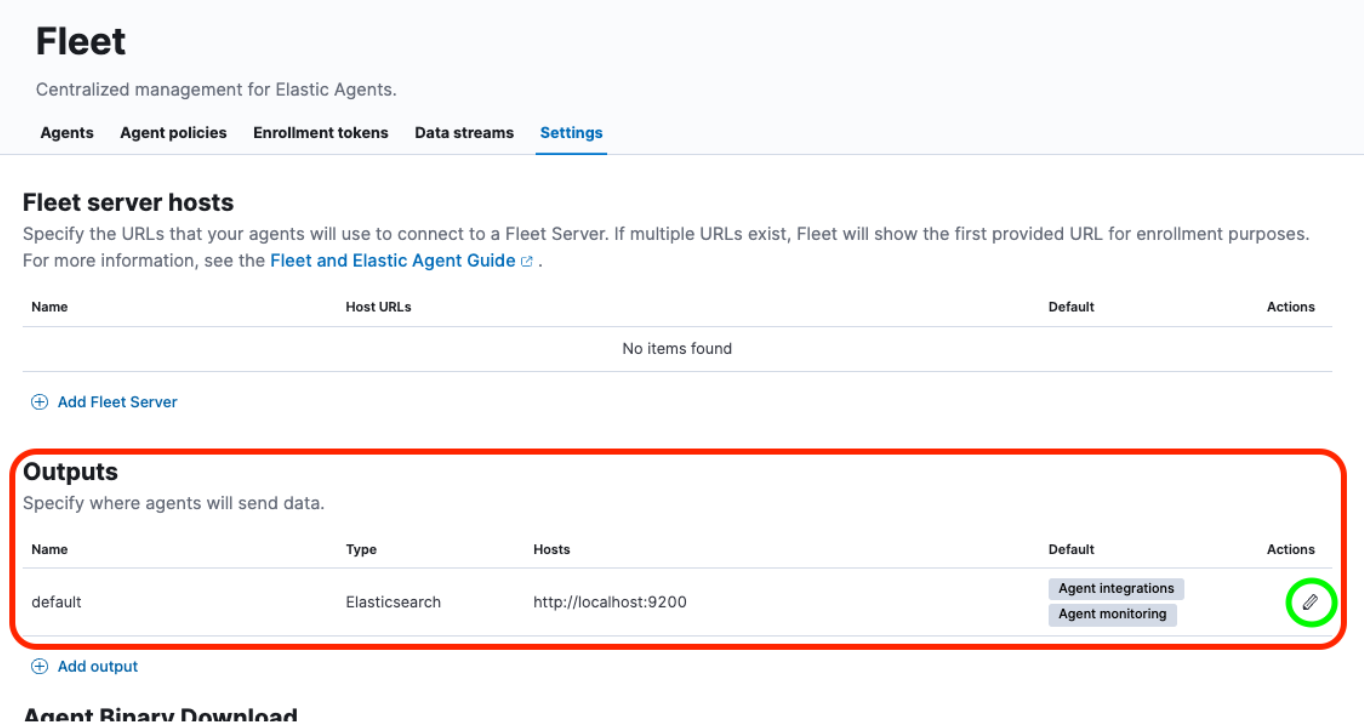 Fleet
Centralized management for Elastic Agents.
Agents Agent policies Enrollment tokens Data streams Settings
Fleet server hosts
Specify the URLs that your agents will use to connect to a Fleet Server. If multiple URLs exist, Fleet will show the first provided URL for enrollment purposes.
For more information, see the Fleet and Elastic Agent Guide .
Name Host URLs Default Actions
No items found
Add Fleet Server
Outputs
Specify where agents will send data.
Name Type Hosts Default Actions
default Elasticsearch http://localhost:9200 Agent integrations
Agent monitoring
Add output
Agent Binary Download